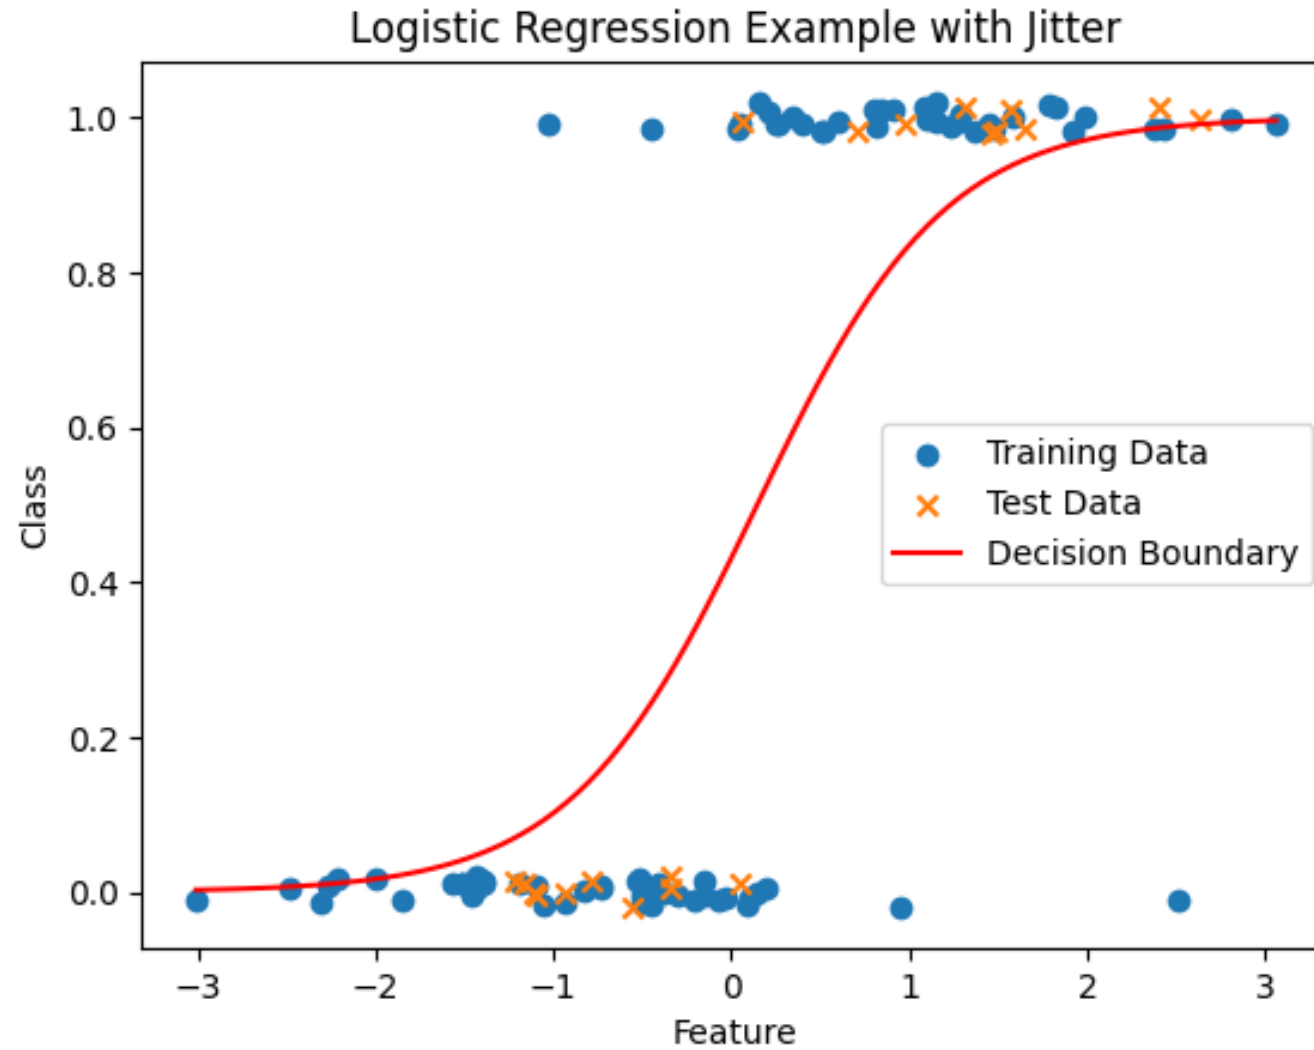 Logistic Regression Example with Jitter
1.0
0.8
0.6
0.4
0.2
0.0
Class
Training Data
Test Data
Decision Boundary
−3 −2 −1 0 1 2 3
Feature